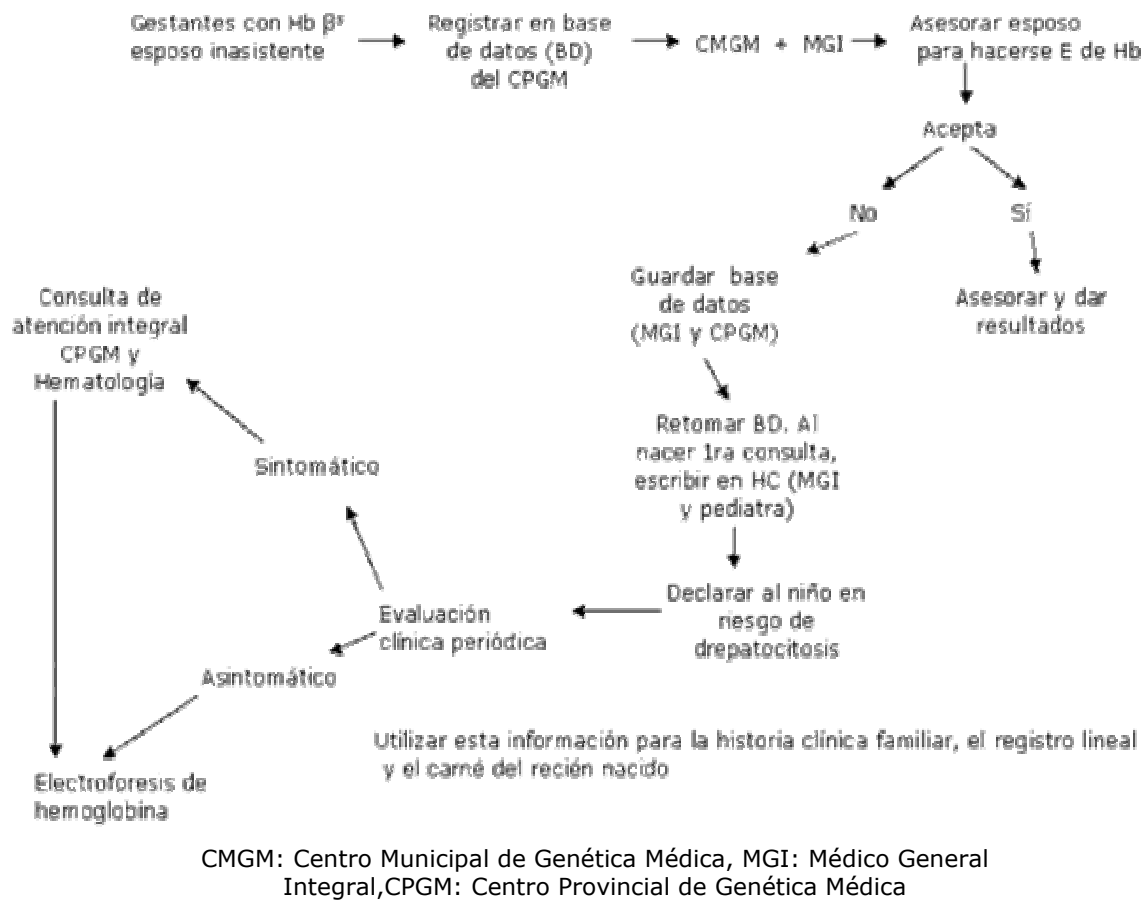 Gestantes con Hb βˢ
esposo inasistente
Registrar en base
de datos (BD)
del CPGM
CMGM + MGI
Asesorar esposo
para hacerse E de Hb
Acepta
No
Sí
Guardar base
de datos
(MGI y CPGM)
Asesorar y dar
resultados
Consulta de
atención integral
CPGM y
Hematología
Retomar BD. Al
nacer 1ra consulta,
escribir en HC (MGI
y pediatra)
Sintomático
Declarar al niño en
riesgo de
drepatocitosis
Evaluación
clínica periódica
Asintomático
Electroforesis de
hemoglobina
Utilizar esta información para la historia clínica familiar, el registro lineal
y el carné del recién nacido
CMGM: Centro Municipal de Genética Médica, MGI: Médico General
Integral,CPGM: Centro Provincial de Genética Médica